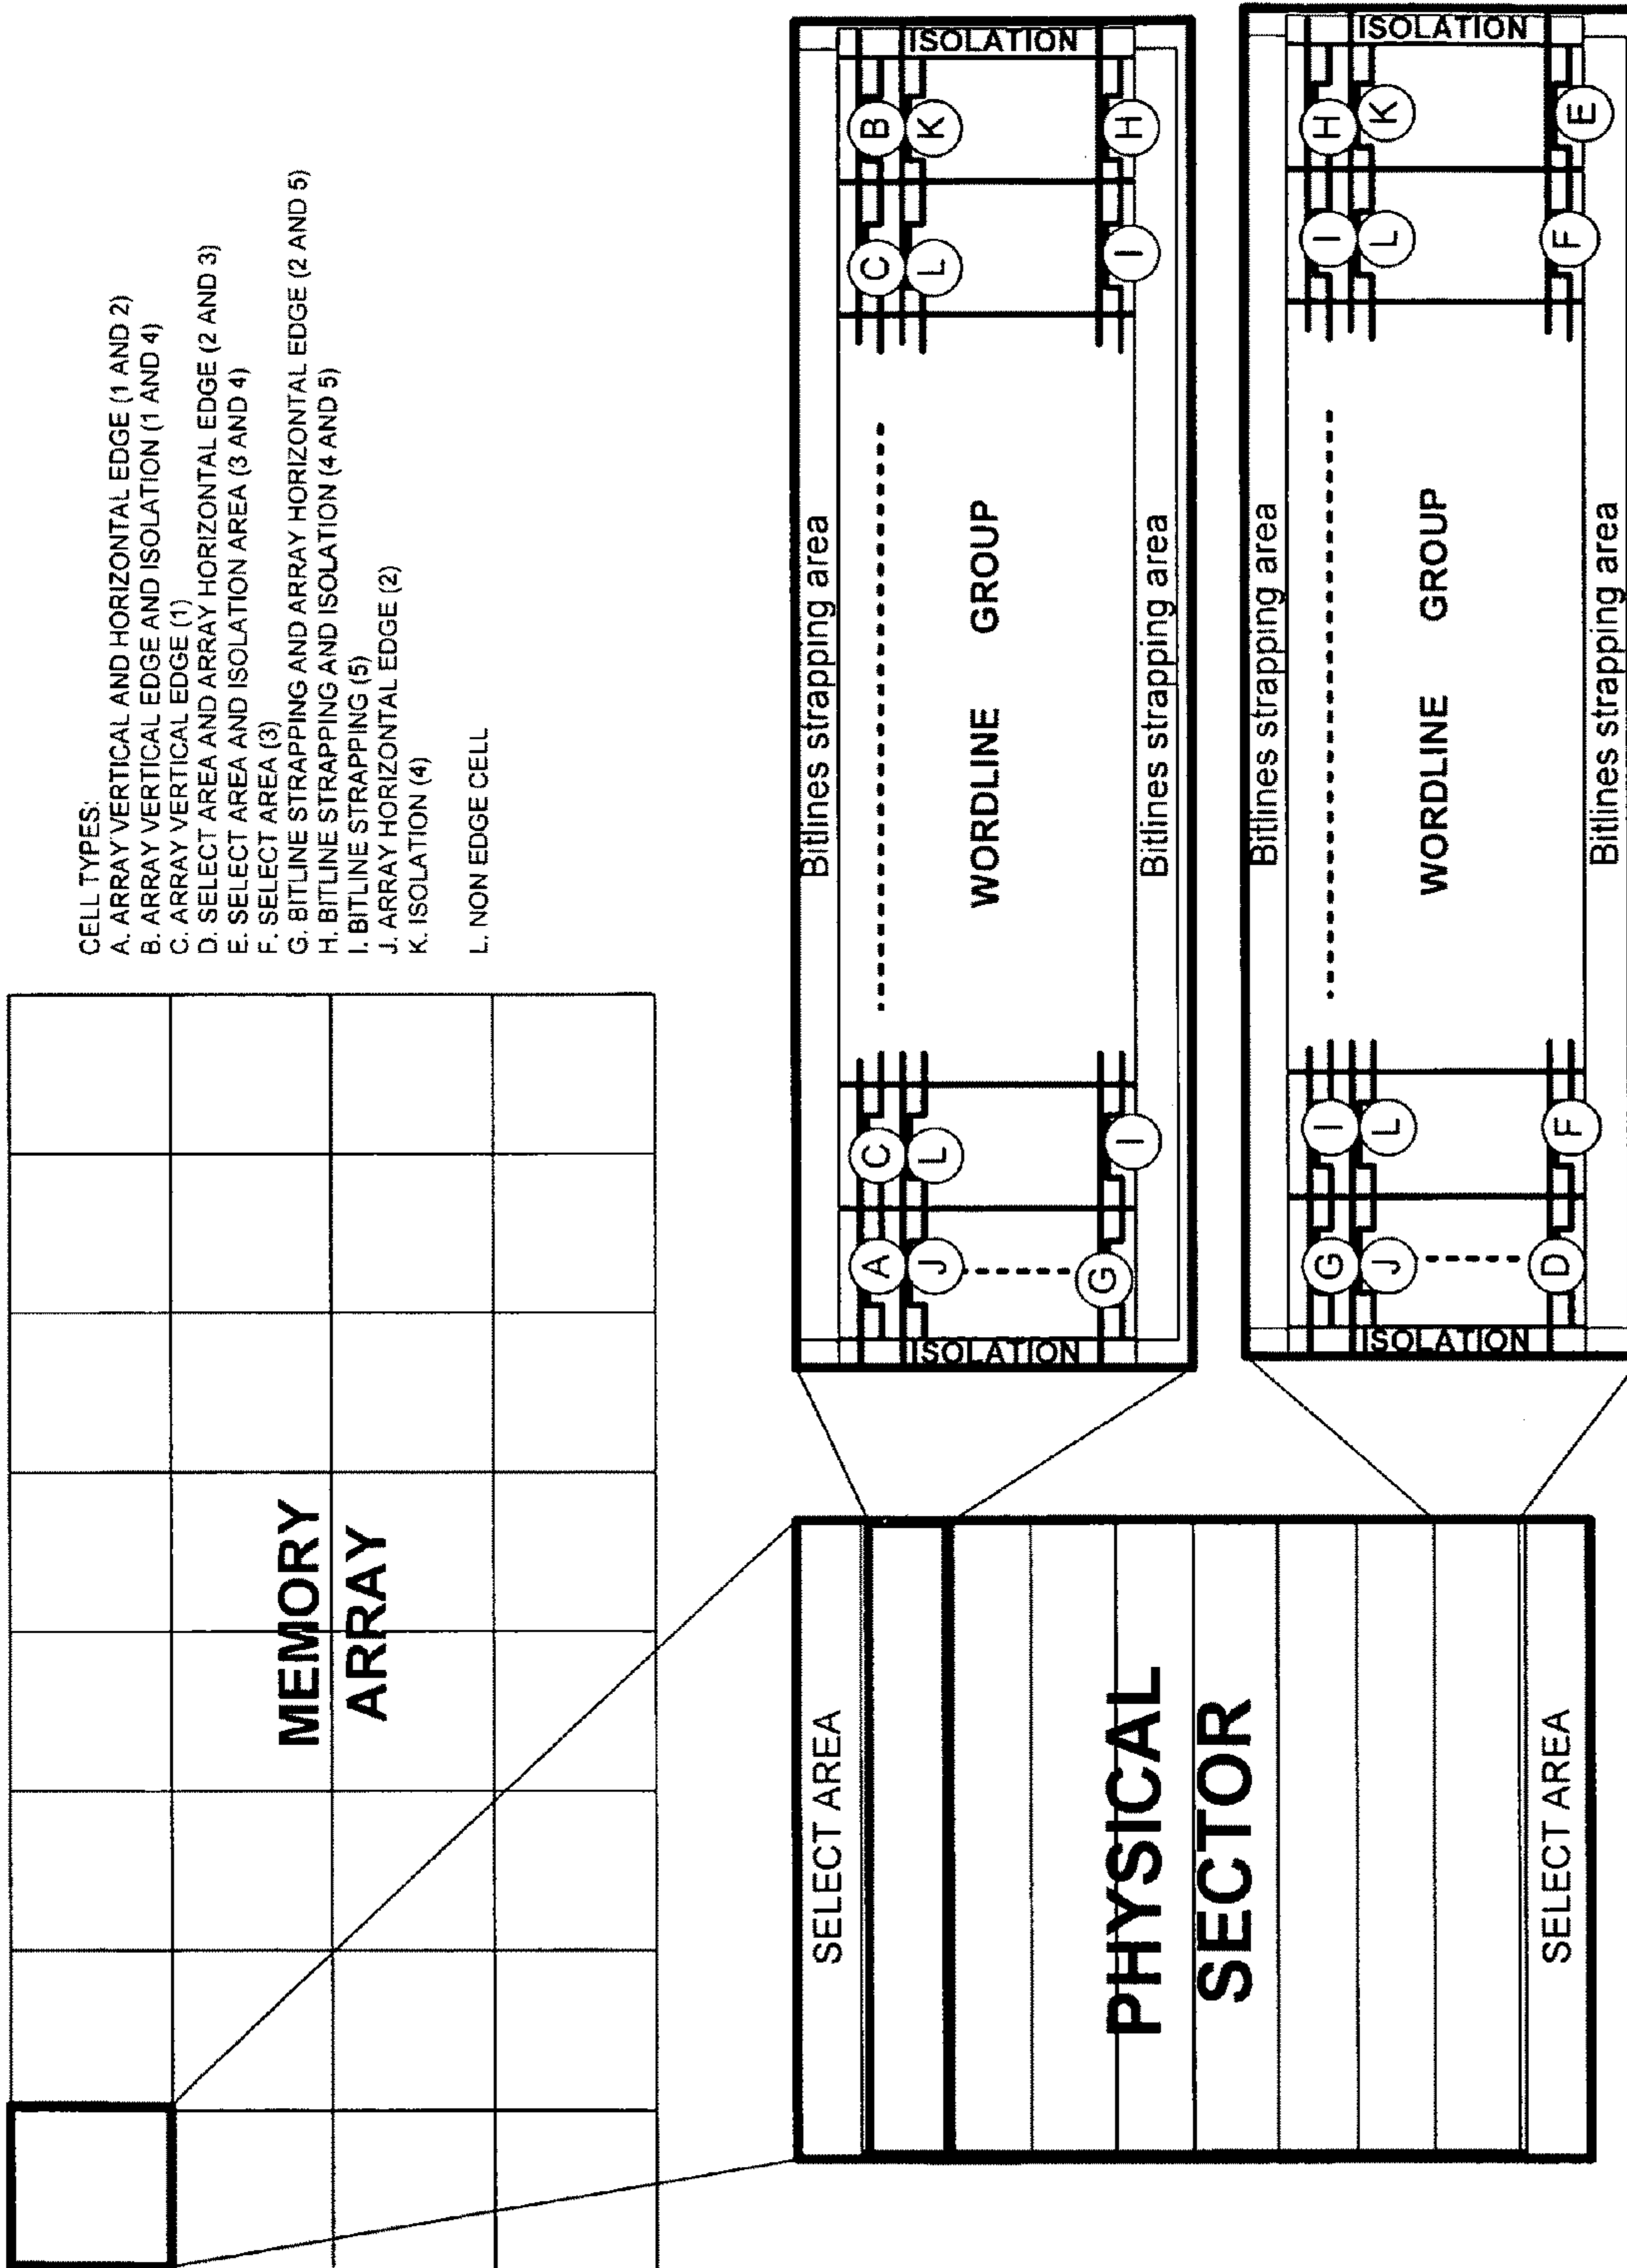 CELL TYPES:
A. ARRAY VERTICAL AND HORIZONTAL EDGE (1 AND 2)
B. ARRAY VERTICAL EDGE AND ISOLATION (1 AND 4)
C. ARRAY VERTICAL EDGE (1)
D. SELECT AREA AND ARRAY HORIZONTAL EDGE (2 AND 3)
E. SELECT AREA AND ISOLATION AREA (3 AND 4)
F. SELECT AREA (3)
G. BITLINE STRAPPING AND ARRAY HORIZONTAL EDGE (2 AND 5)
H. BITLINE STRAPPING AND ISOLATION (4 AND 5)
I. BITLINE STRAPPING (5)
J. ARRAY HORIZONTAL EDGE (2)
K. ISOLATION (4)
L. NON EDGE CELL
MEMORY
ARRAY
SELECT AREA
PHYSICAL
SECTOR
SELECT AREA
Bitlines strapping area
A C C B
J L L K
ISOLATION ISOLATION
WORDLINE GROUP
G I I H
Bitlines strapping area
Bitlines strapping area
G I I H
J L L K
ISOLATION ISOLATION
WORDLINE GROUP
D F F E
Bitlines strapping area